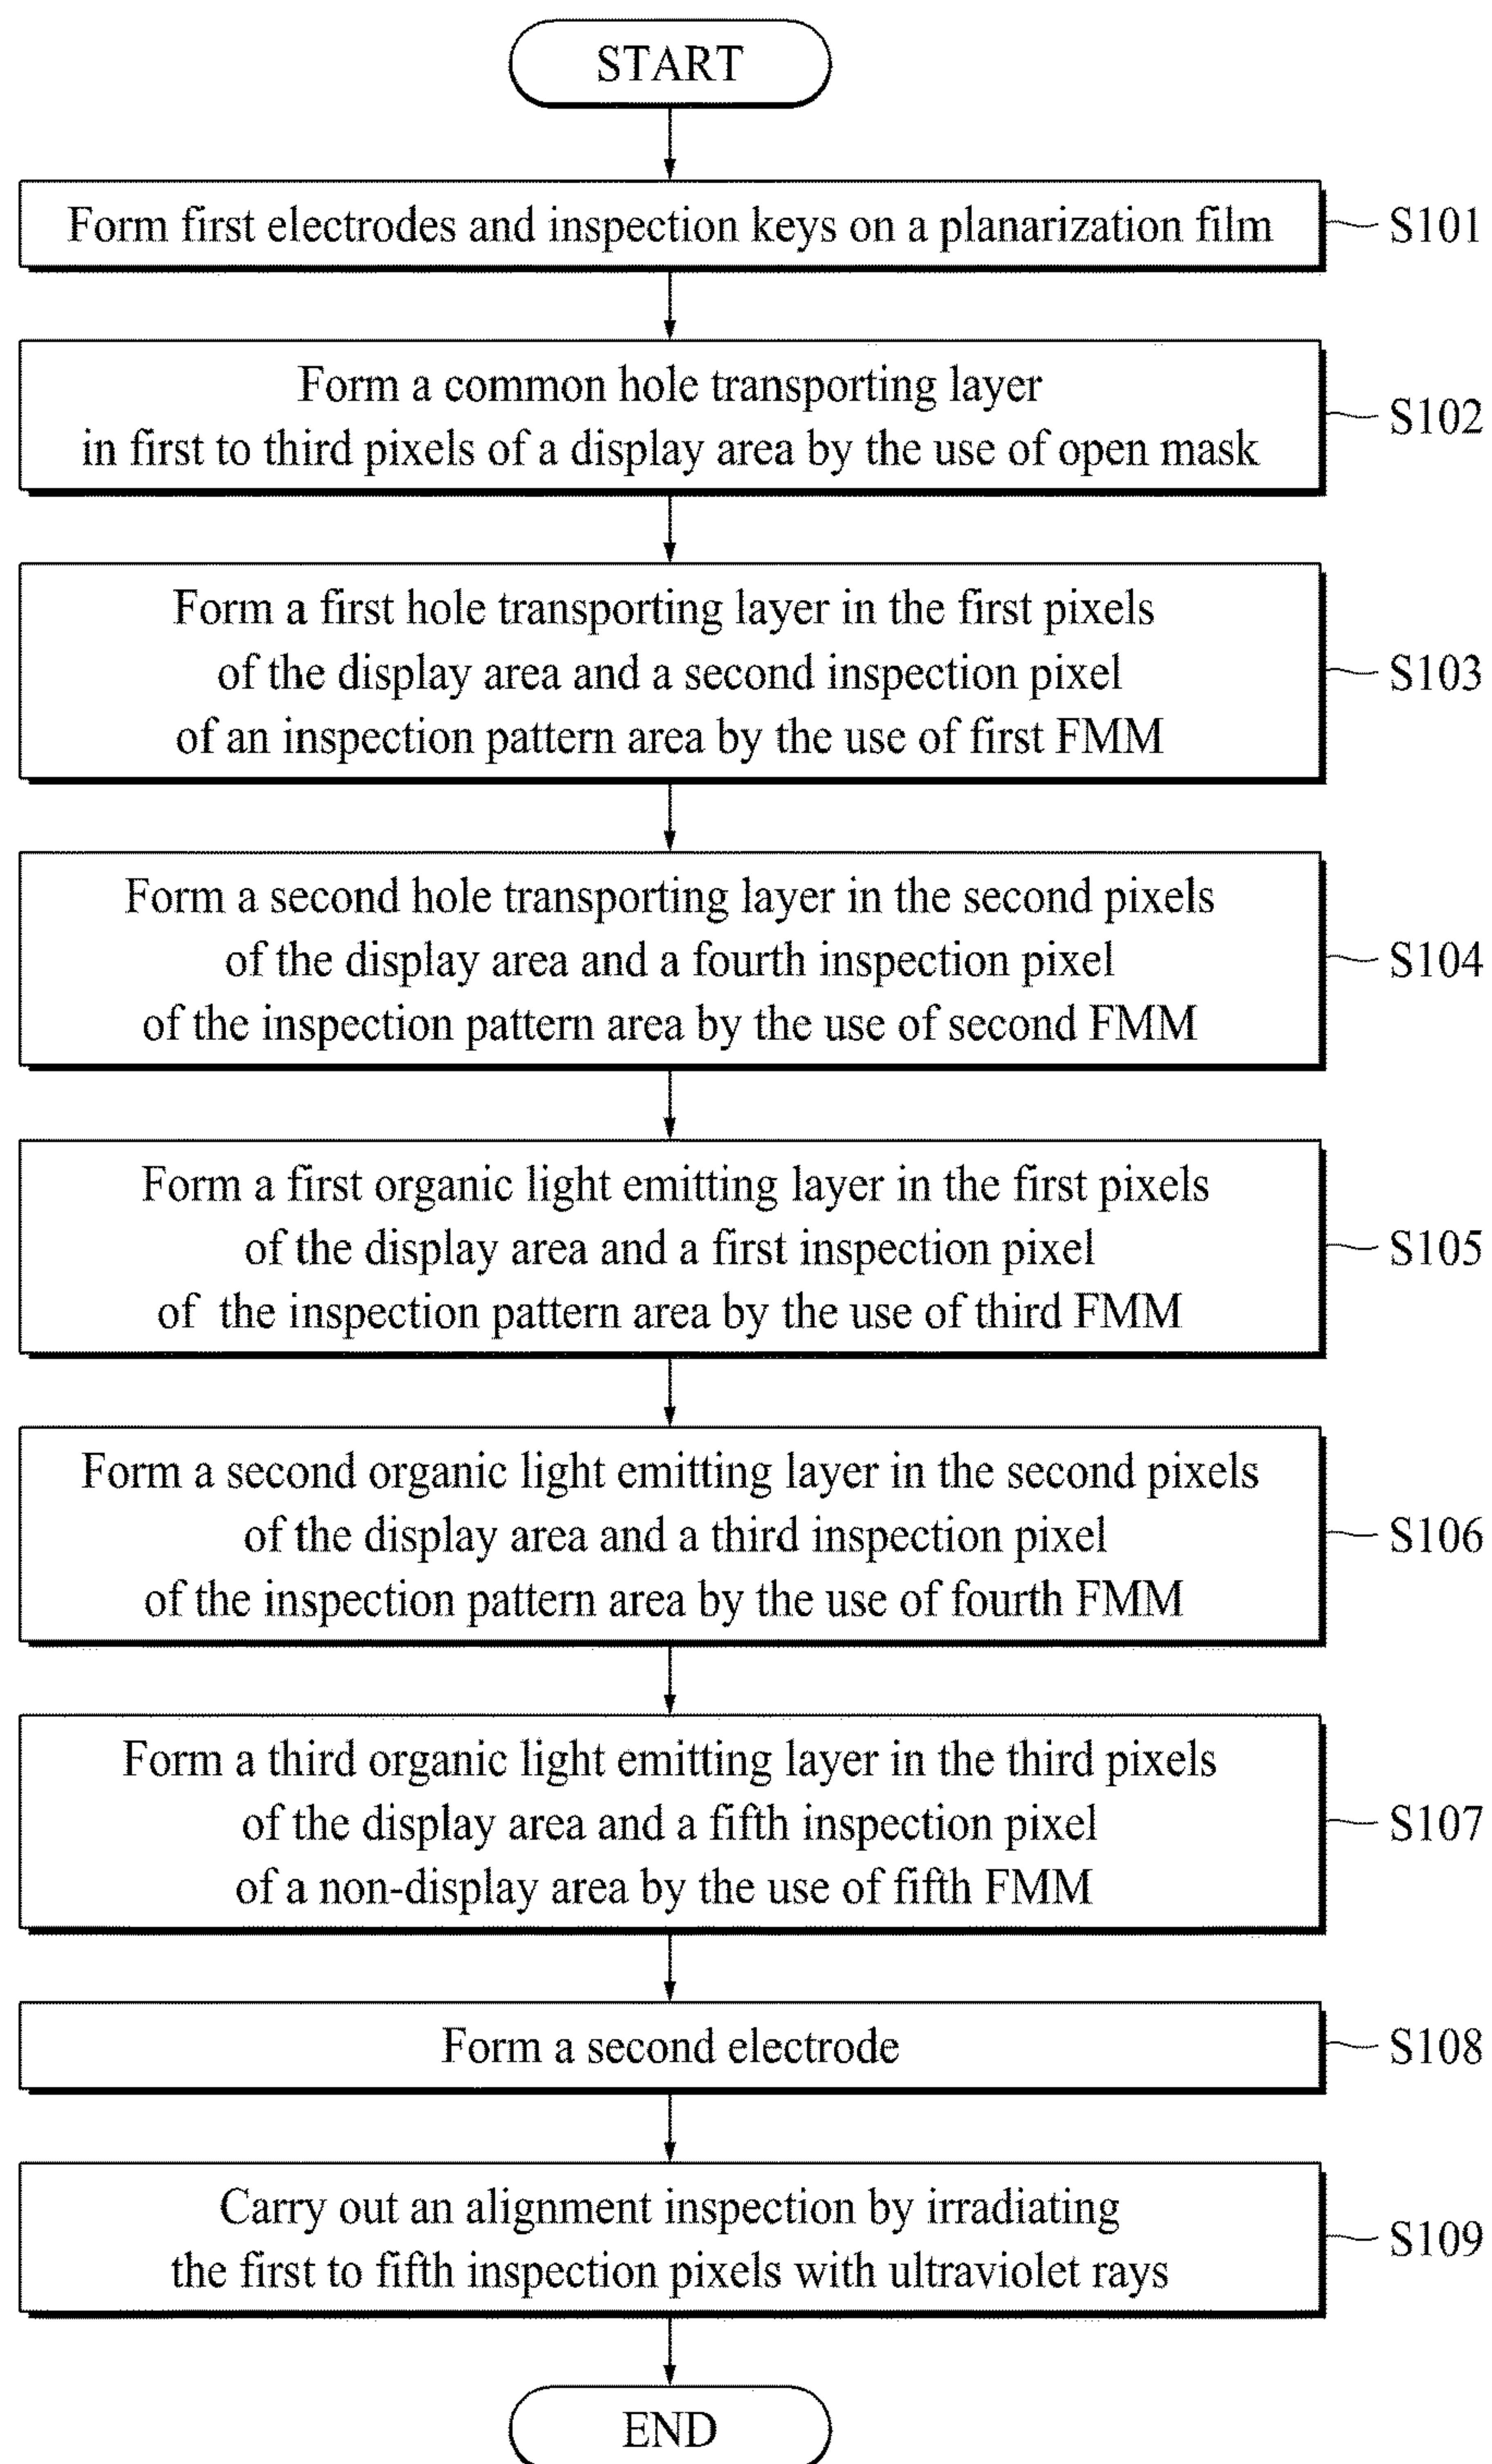 START
Form first electrodes and inspection keys on a planarization film
S101
Form a common hole transporting layer
in first to third pixels of a display area by the use of open mask
S102
Form a first hole transporting layer in the first pixels
of the display area and a second inspection pixel
of an inspection pattern area by the use of first FMM
S103
Form a second hole transporting layer in the second pixels
of the display area and a fourth inspection pixel
of the inspection pattern area by the use of second FMM
S104
Form a first organic light emitting layer in the first pixels
of the display area and a first inspection pixel
of the inspection pattern area by the use of third FMM
S105
Form a second organic light emitting layer in the second pixels
of the display area and a third inspection pixel
of the inspection pattern area by the use of fourth FMM
S106
Form a third organic light emitting layer in the third pixels
of the display area and a fifth inspection pixel
of a non-display area by the use of fifth FMM
S107
Form a second electrode
S108
Carry out an alignment inspection by irradiating
the first to fifth inspection pixels with ultraviolet rays
S109
END